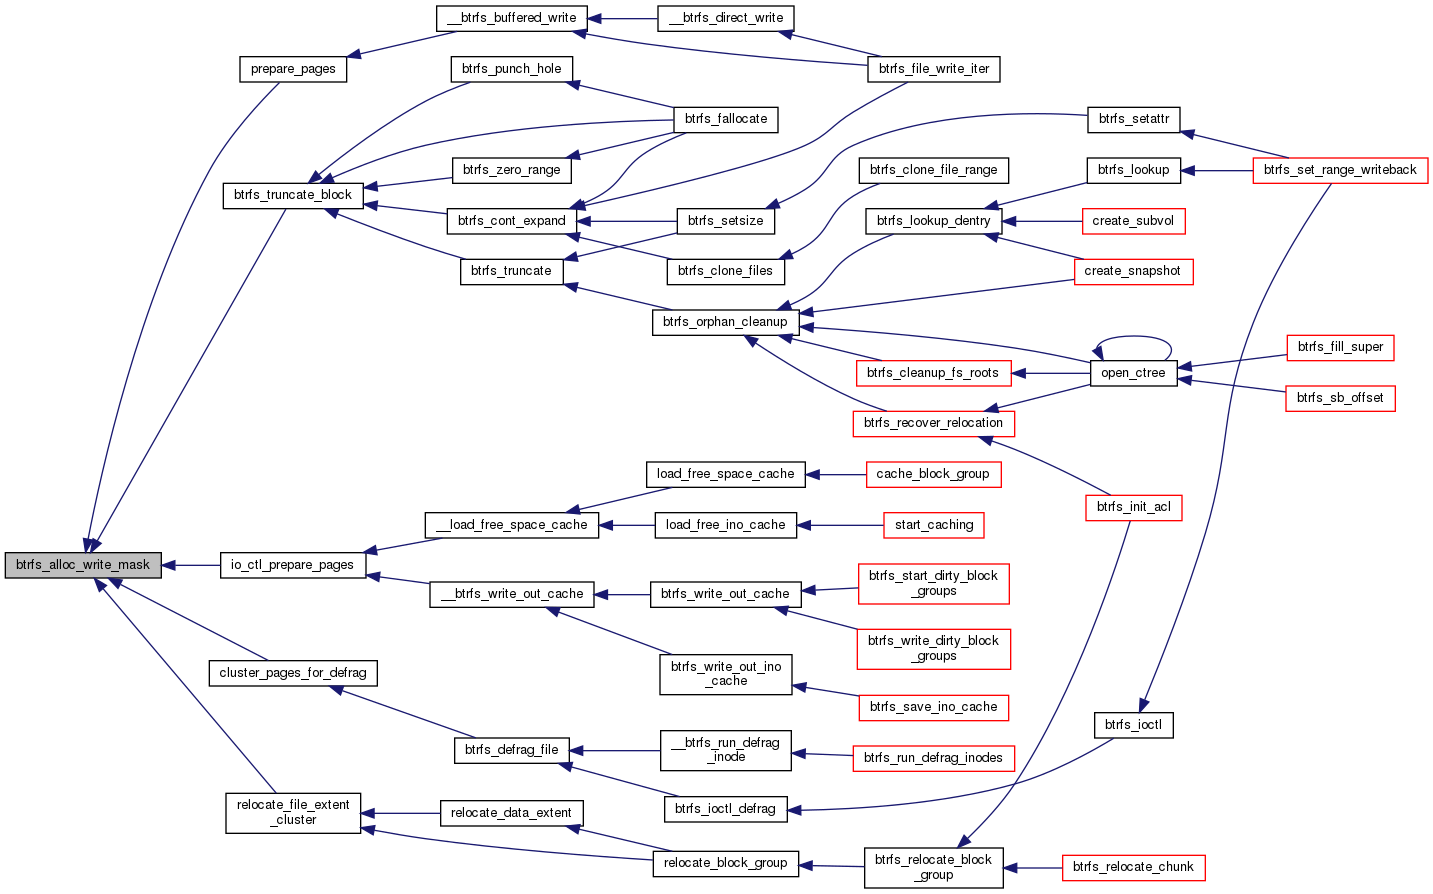 __btrfs_buffered_write
__btrfs_direct_write
prepare_pages
btrfs_punch_hole
btrfs_file_write_iter
btrfs_fallocate
btrfs_setattr
btrfs_zero_range
btrfs_clone_file_range
btrfs_lookup
btrfs_set_range_writeback
btrfs_truncate_block
btrfs_cont_expand
btrfs_setsize
btrfs_lookup_dentry
create_subvol
btrfs_truncate
btrfs_clone_files
create_snapshot
btrfs_orphan_cleanup
btrfs_fill_super
btrfs_cleanup_fs_roots
open_ctree
btrfs_sb_offset
btrfs_recover_relocation
load_free_space_cache
cache_block_group
btrfs_init_acl
__load_free_space_cache
load_free_ino_cache
start_caching
btrfs_alloc_write_mask
io_ctl_prepare_pages
__btrfs_write_out_cache
btrfs_write_out_cache
btrfs_start_dirty_block
_groups
btrfs_write_dirty_block
_groups
cluster_pages_for_defrag
btrfs_write_out_ino
_cache
btrfs_save_ino_cache
btrfs_ioctl
btrfs_defrag_file
__btrfs_run_defrag
_inode
btrfs_run_defrag_inodes
relocate_file_extent
_cluster
relocate_data_extent
btrfs_ioctl_defrag
relocate_block_group
btrfs_relocate_block
_group
btrfs_relocate_chunk